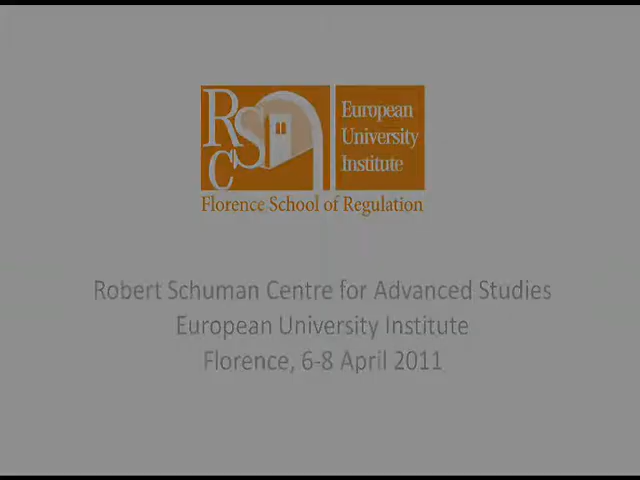 RSC
European
University
Institute
Florence School of Regulation
Robert Schuman Centre for Advanced Studies
European University Institute
Florence, 6-8 April 2011